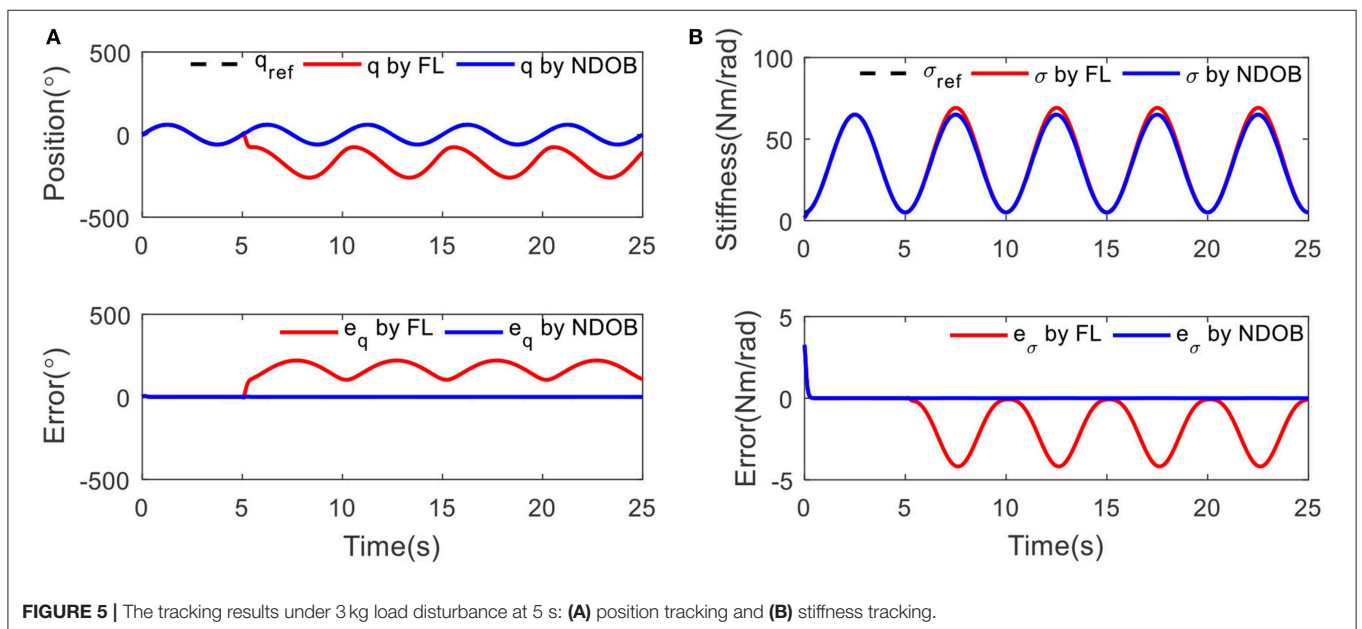 A
500
q_ref q by FL q by NDOB
Position(°)
0
-500
0 5 10 15 20 25
500
e_q by FL e_q by NDOB
Error(°)
0
-500
0 5 10 15 20 25
Time(s)
B
100
σ_ref σ by FL σ by NDOB
Stiffness(Nm/rad)
50
0
0 5 10 15 20 25
5
e_σ by FL e_σ by NDOB
Error(Nm/rad)
0
-5
0 5 10 15 20 25
Time(s)
FIGURE 5 | The tracking results under 3 kg load disturbance at 5 s: (A) position tracking and (B) stiffness tracking.